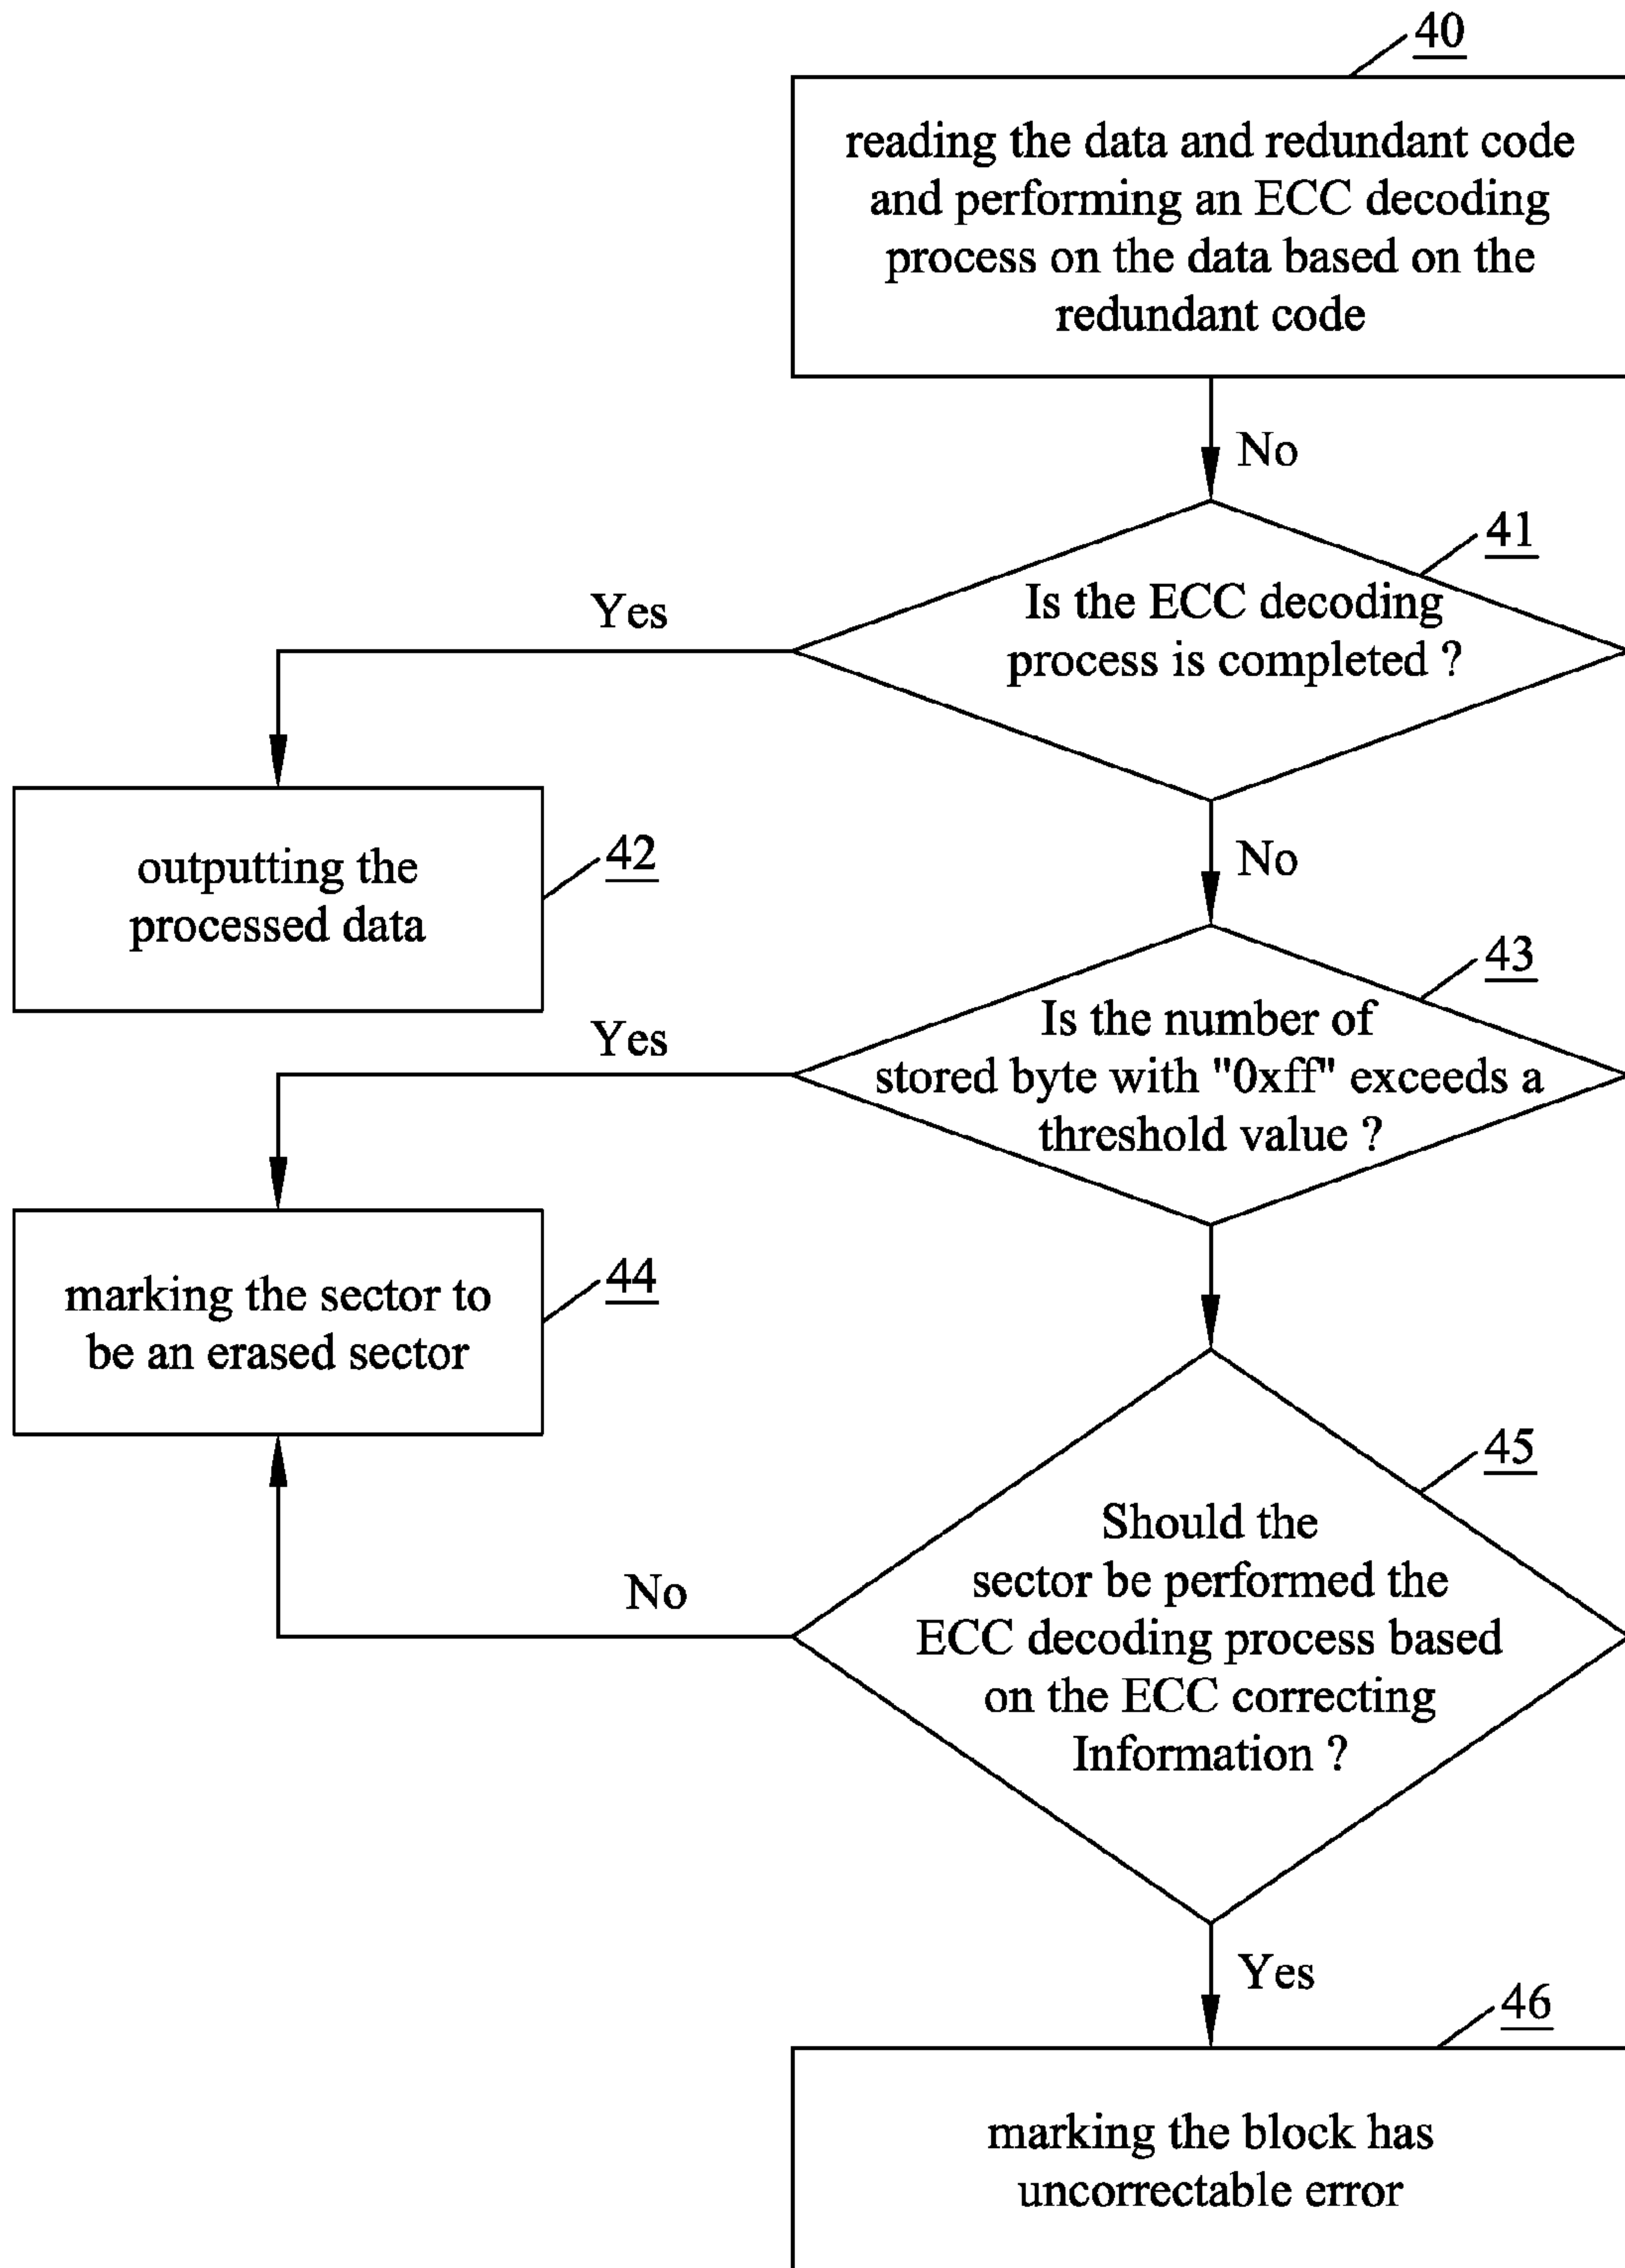 40
reading the data and redundant code
and performing an ECC decoding
process on the data based on the
redundant code
No
41
Is the ECC decoding
process is completed ?
Yes
42
outputting the
processed data
No
43
Is the number of
stored byte with "0xff" exceeds a
threshold value ?
Yes
44
marking the sector to
be an erased sector
45
Should the
sector be performed the
ECC decoding process based
on the ECC correcting
Information ?
No
Yes
46
marking the block has
uncorrectable error